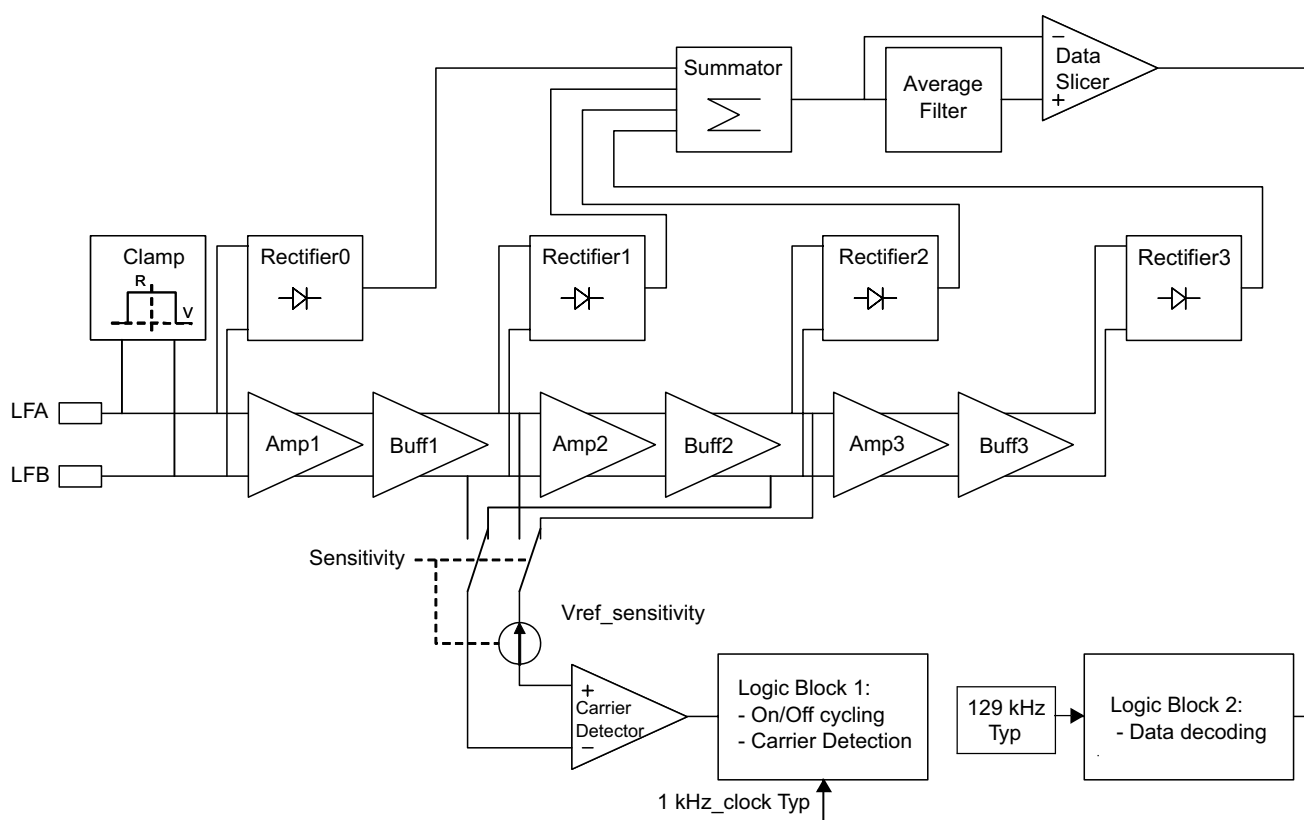 Summator
−
Data
Slicer
+
Average
Filter
Clamp
R
V
Rectifier0
Rectifier1
Rectifier2
Rectifier3
LFA
LFB
Amp1
Buff1
Amp2
Buff2
Amp3
Buff3
Sensitivity
Vref_sensitivity
+
Carrier
Detector
−
Logic Block 1:
- On/Off cycling
- Carrier Detection
129 kHz
Typ
Logic Block 2:
- Data decoding
1 kHz_clock Typ